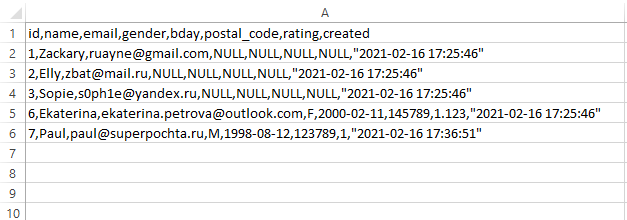 A
1 id,name,email,gender,bday,postal_code,rating,created
2 1,Zackary,ruayne@gmail.com,NULL,NULL,NULL,NULL,"2021-02-16 17:25:46"
3 2,Elly,zbat@mail.ru,NULL,NULL,NULL,NULL,"2021-02-16 17:25:46"
4 3,Sopie,s0ph1e@yandex.ru,NULL,NULL,NULL,NULL,"2021-02-16 17:25:46"
5 6,Ekaterina,ekaterina.petrova@outlook.com,F,2000-02-11,145789,1.123,"2021-02-16 17:25:46"
6 7,Paul,paul@superpochta.ru,M,1998-08-12,123789,1,"2021-02-16 17:36:51"
7
8
9
10